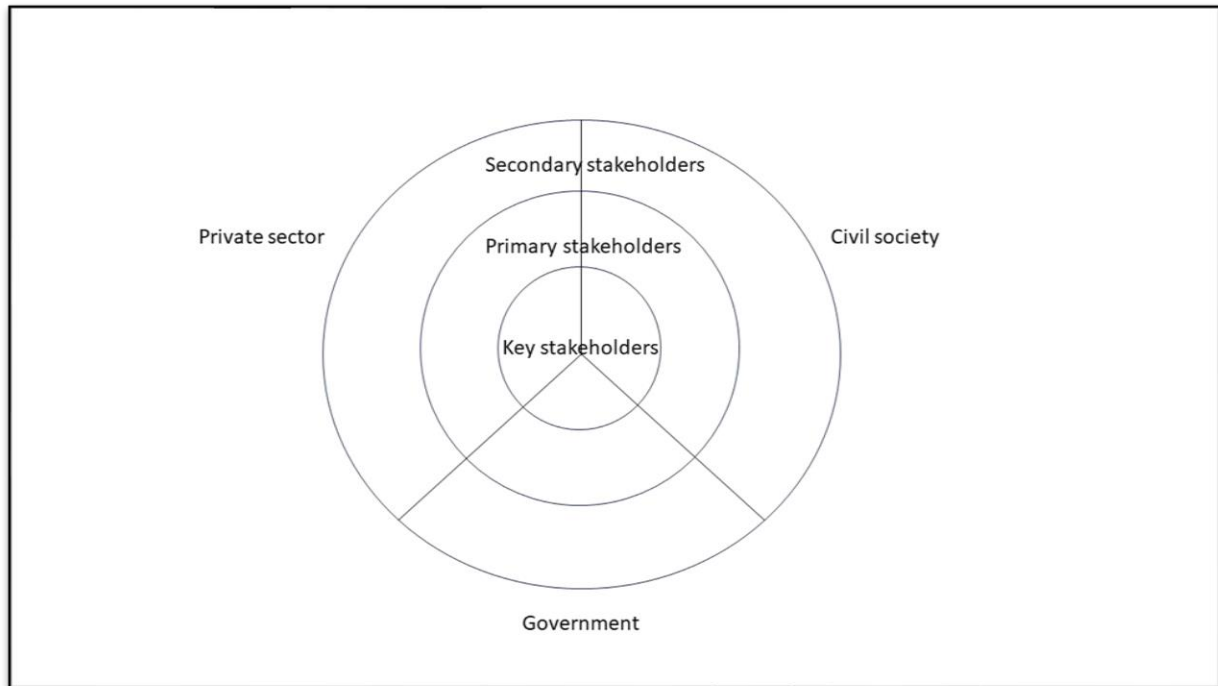 Secondary stakeholders
Private sector
Civil society
Primary stakeholders
Key stakeholders
Government